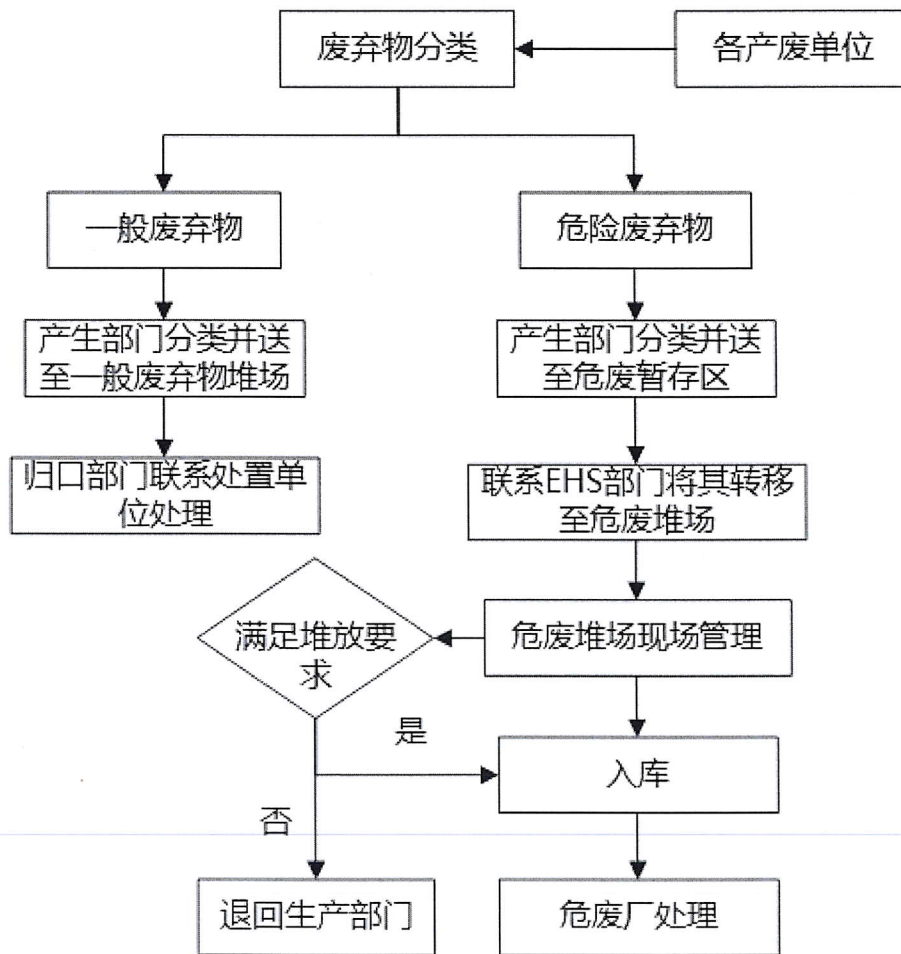 废弃物分类
各产废单位
一般废弃物
危险废弃物
产生部门分类并送
至一般废弃物堆场
产生部门分类并送
至危废暂存区
归口部门联系处置单
位处理
联系EHS部门将其转移
至危废堆场
满足堆放要
求
危废堆场现场管理
是
入库
否
退回生产部门
危废厂处理